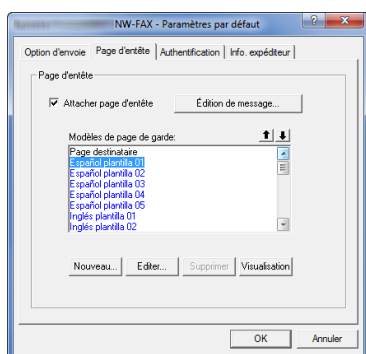 NW-FAX - Paramètres par défaut
Option d'envoie Page d'entête Authentification Info. expéditeur
Page d'entête
Attacher page d'entête Édition de message...
Modèles de page de garde:
Page destinataire
Español plantilla 01
Español plantilla 02
Español plantilla 03
Español plantilla 04
Español plantilla 05
Inglés plantilla 01
Inglés plantilla 02
Nouveau... Editer... Supprimer Visualisation
OK Annuler